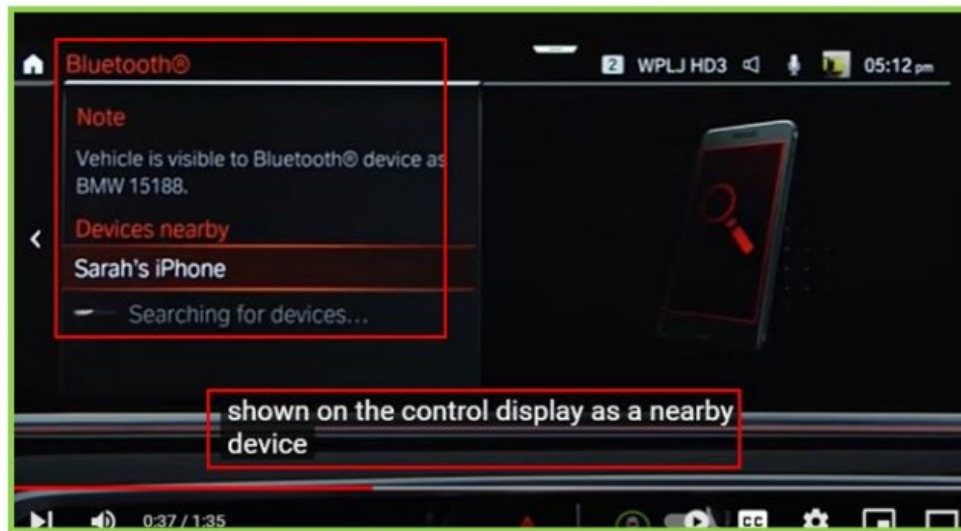 Bluetooth®
2 WPLJ HD3 05:12 pm
Note
Vehicle is visible to Bluetooth® device as
BMW 15188.
Devices nearby
Sarah's iPhone
Searching for devices...
shown on the control display as a nearby
device
0:37 / 1:35
CC